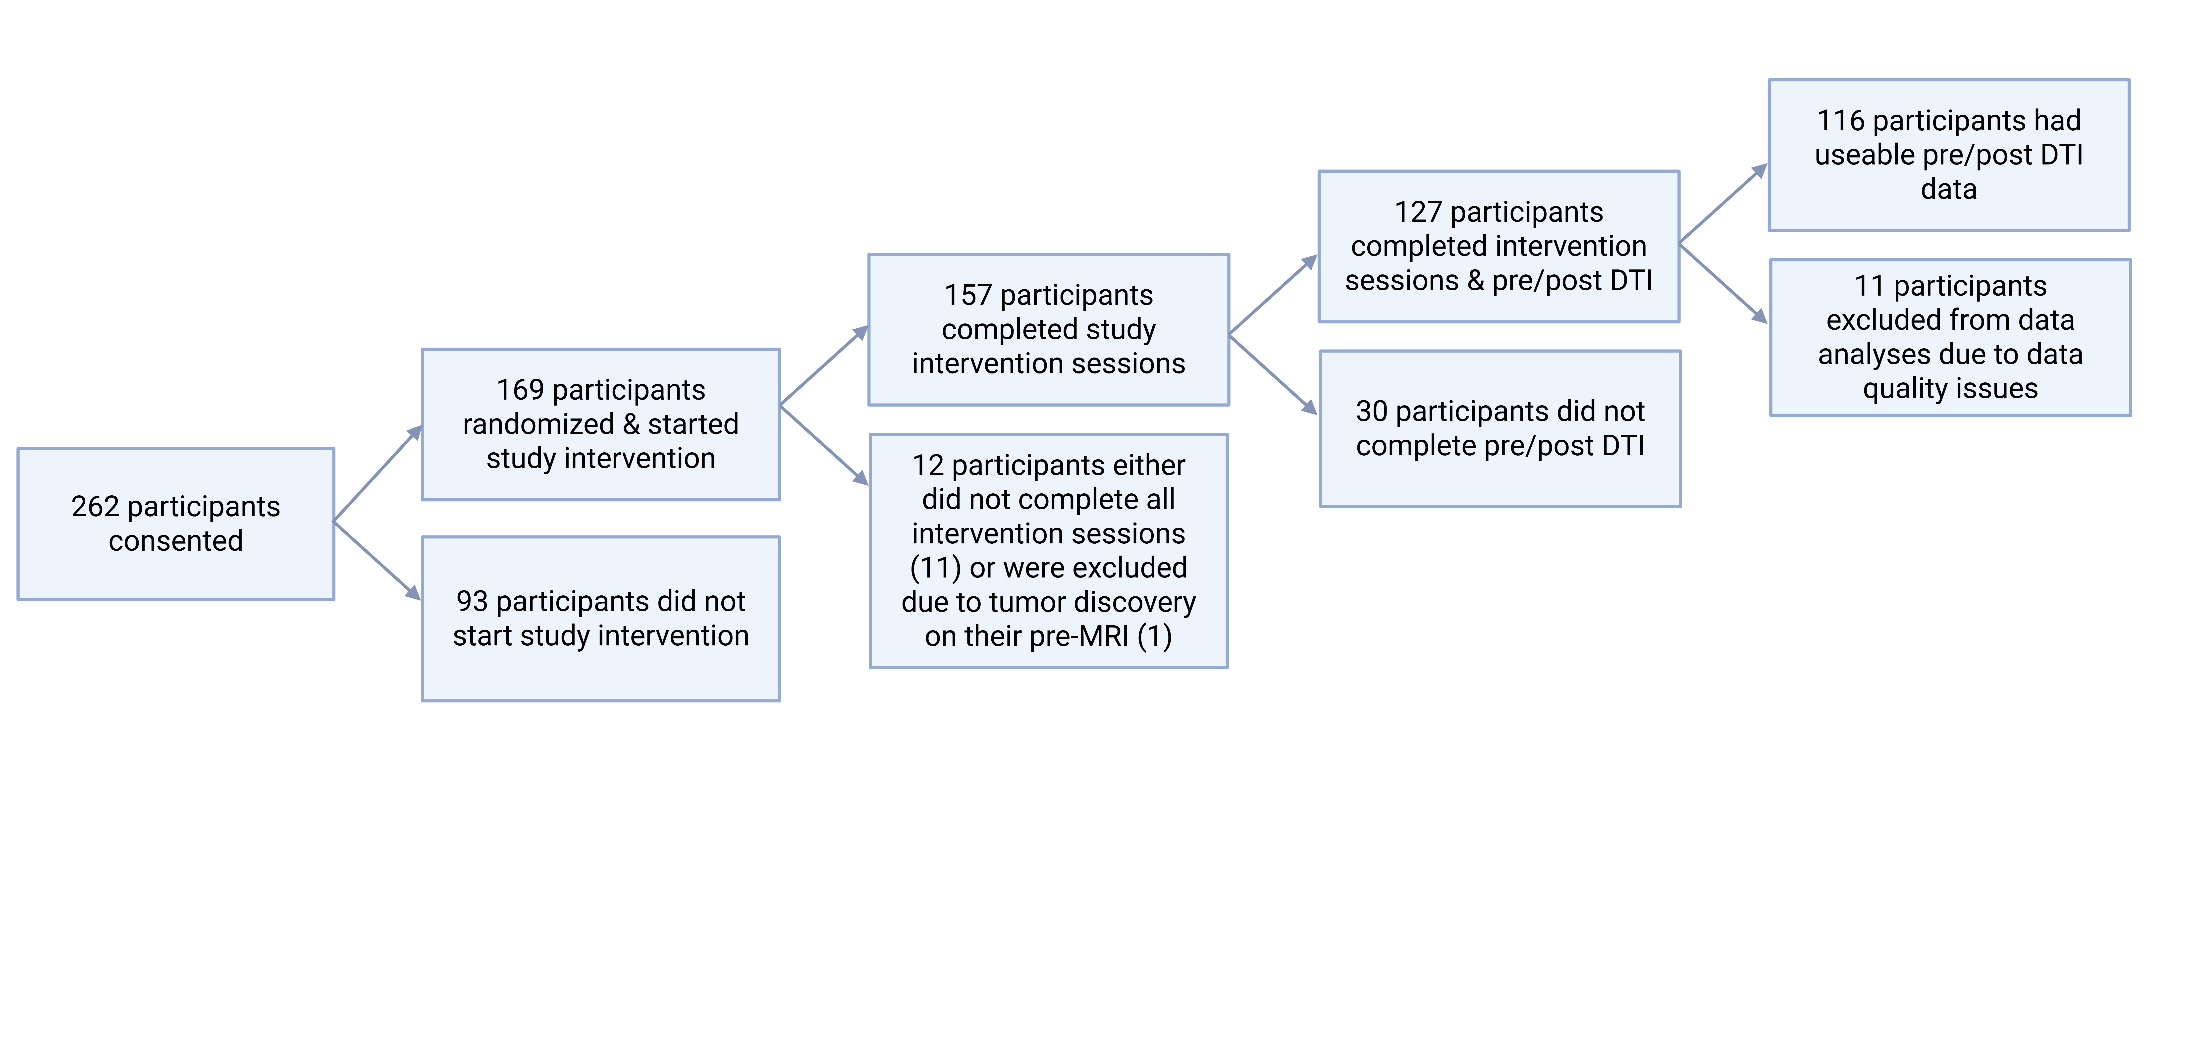 262 participants
consented
169 participants
randomized & started
study intervention
93 participants did not
start study intervention
157 participants
completed study
intervention sessions
12 participants either
did not complete all
intervention sessions
(11) or were excluded
due to tumor discovery
on their pre-MRI (1)
127 participants
completed intervention
sessions & pre/post DTI
30 participants did not
complete pre/post DTI
116 participants had
useable pre/post DTI
data
11 participants
excluded from data
analyses due to data
quality issues